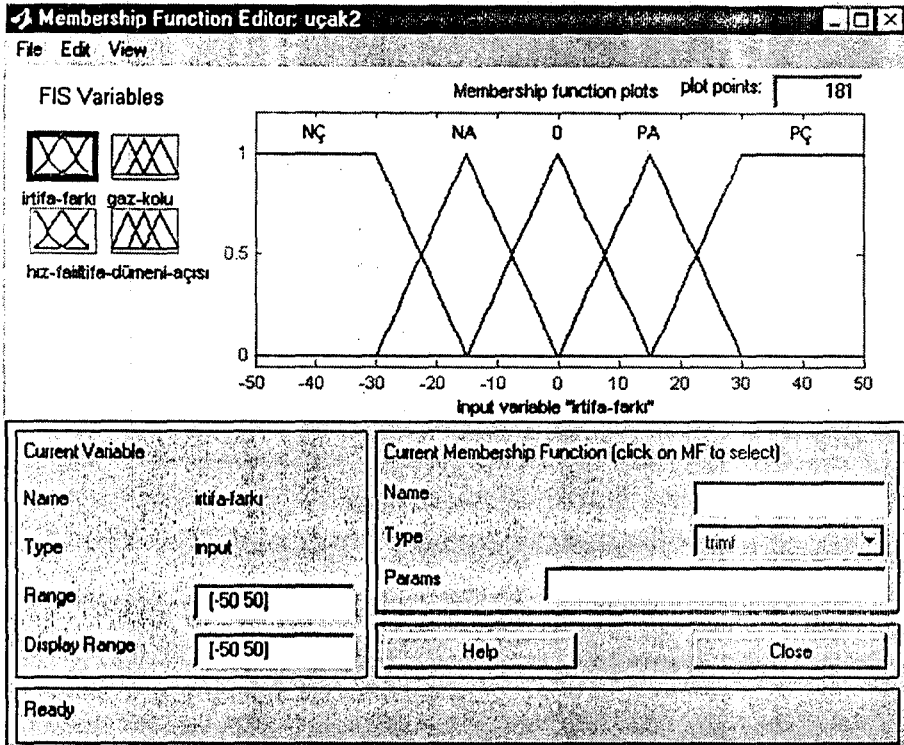 Membership Function Editor: uçak2
File Edit View
FIS Variables
Membership function plots plot points: 181
irtifa-farkı gaz-kolu
irtifa-dümeni-açısı
NÇ NA 0 PA PÇ
1
0.5
0
-50 -40 -30 -20 -10 0 10 20 30 40 50
input variable "irtifa-farkı"
Current Variable
Name irtifa-farkı
Type input
Range [-50 50]
Display Range [-50 50]
Current Membership Function (click on MF to select)
Name
Type trimf
Params
Help Close
Ready